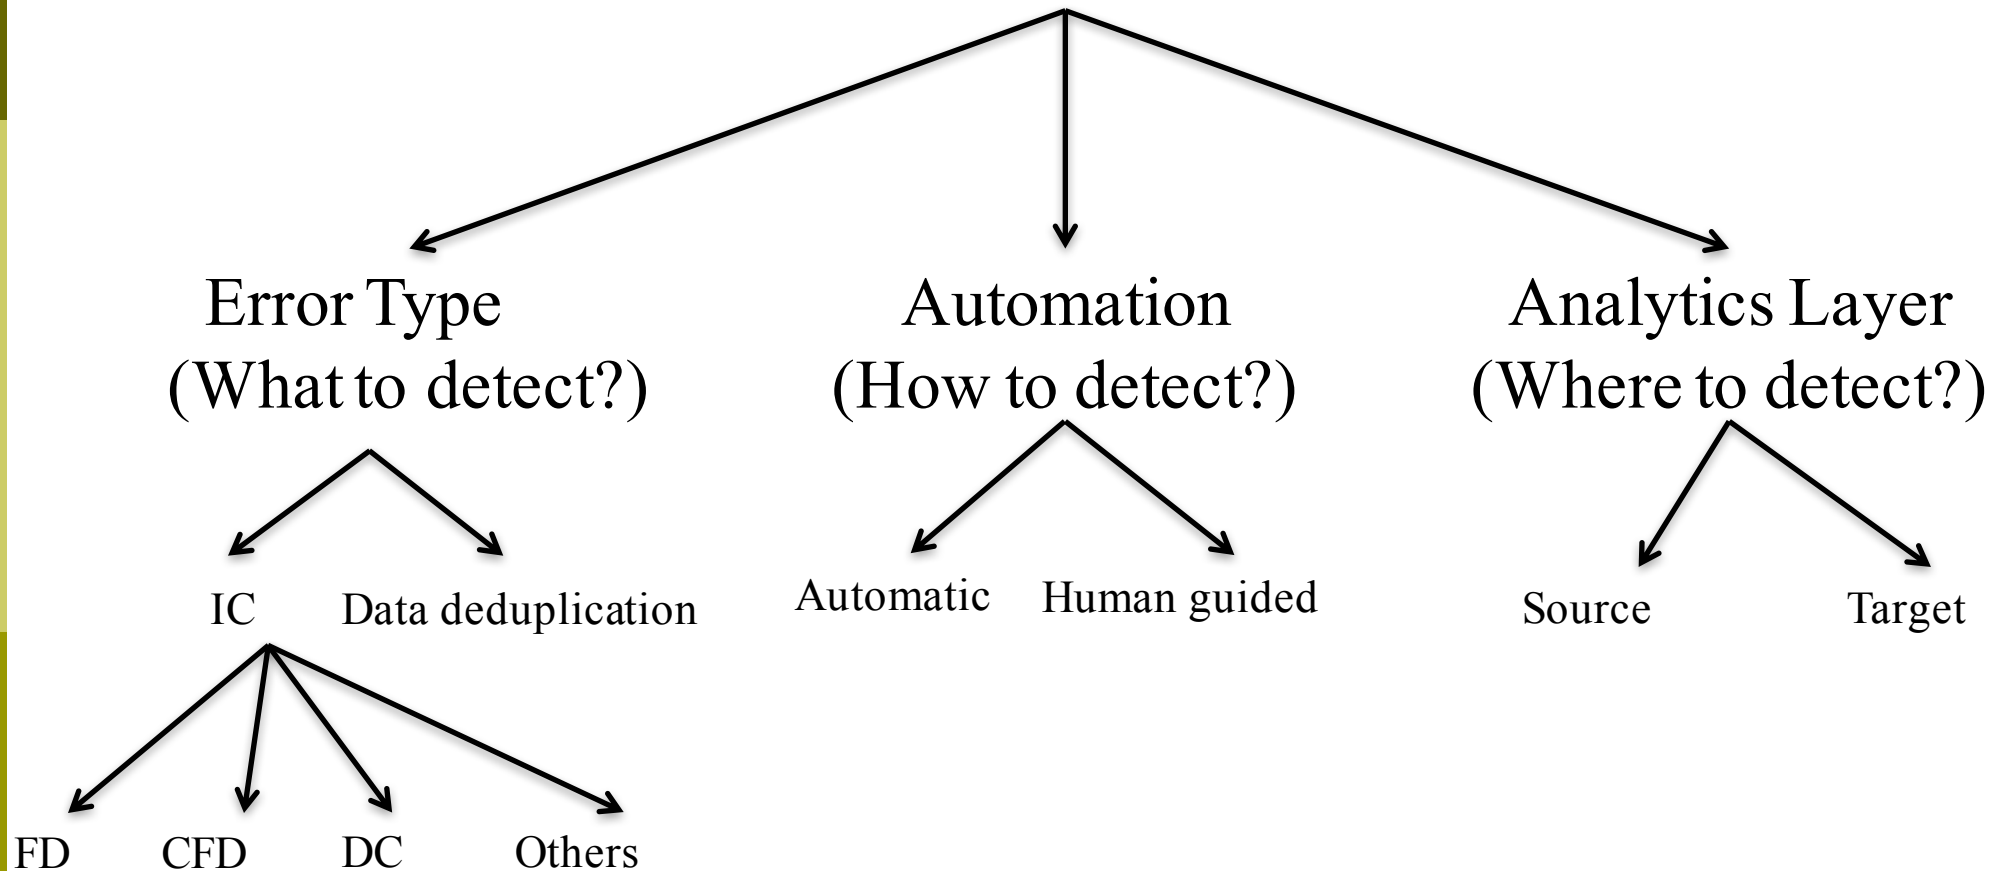 Error Type
(What to detect?)
Automation
(How to detect?)
Analytics Layer
(Where to detect?)
IC
Data deduplication
Automatic
Human guided
Source
Target
FD
CFD
DC
Others